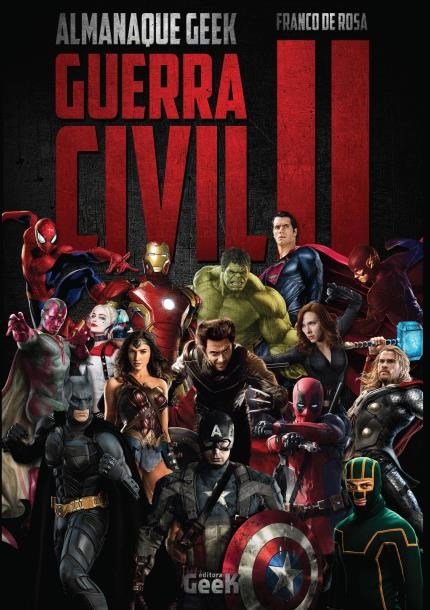 ALMANAQUE GEEK
FRANCO DE ROSA
GUERRA
CIVIL II
A
editora
GeeK